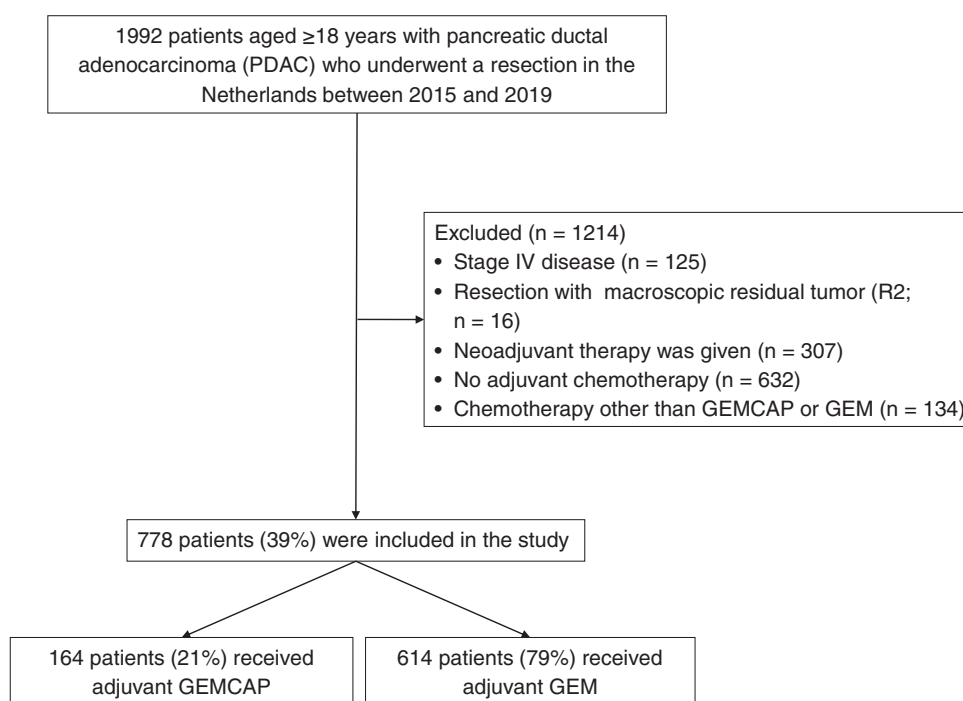 1992 patients aged ≥18 years with pancreatic ductal
adenocarcinoma (PDAC) who underwent a resection in the
Netherlands between 2015 and 2019
Excluded (n = 1214)
• Stage IV disease (n = 125)
• Resection with macroscopic residual tumor (R2;
n = 16)
• Neoadjuvant therapy was given (n = 307)
• No adjuvant chemotherapy (n = 632)
• Chemotherapy other than GEMCAP or GEM (n = 134)
778 patients (39%) were included in the study
164 patients (21%) received
adjuvant GEMCAP
614 patients (79%) received
adjuvant GEM